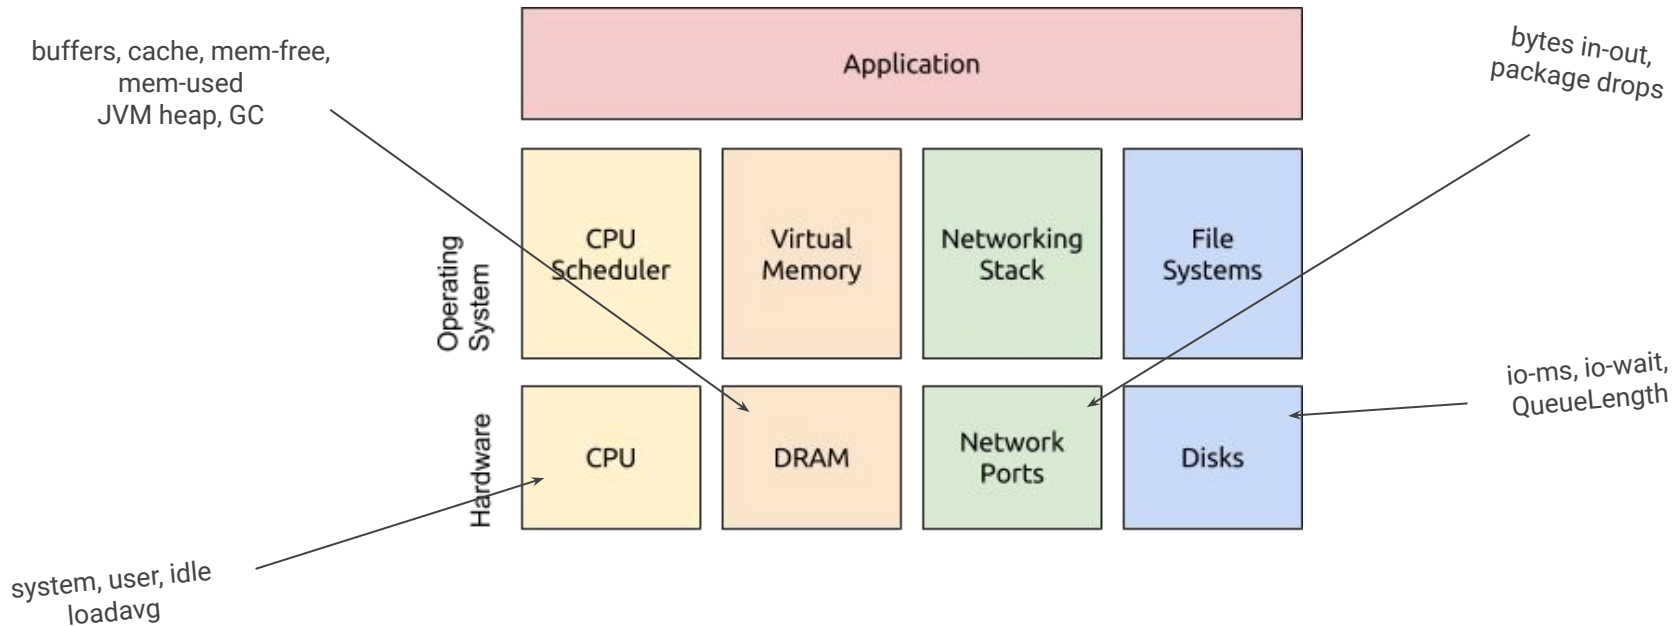 buffers, cache, mem-free,
mem-used
JVM heap, GC
Application
bytes in-out,
package drops
Operating
System
CPU
Scheduler
Virtual
Memory
Networking
Stack
File
Systems
io-ms, io-wait,
QueueLength
Hardware
CPU
DRAM
Network
Ports
Disks
system, user, idle
loadavg